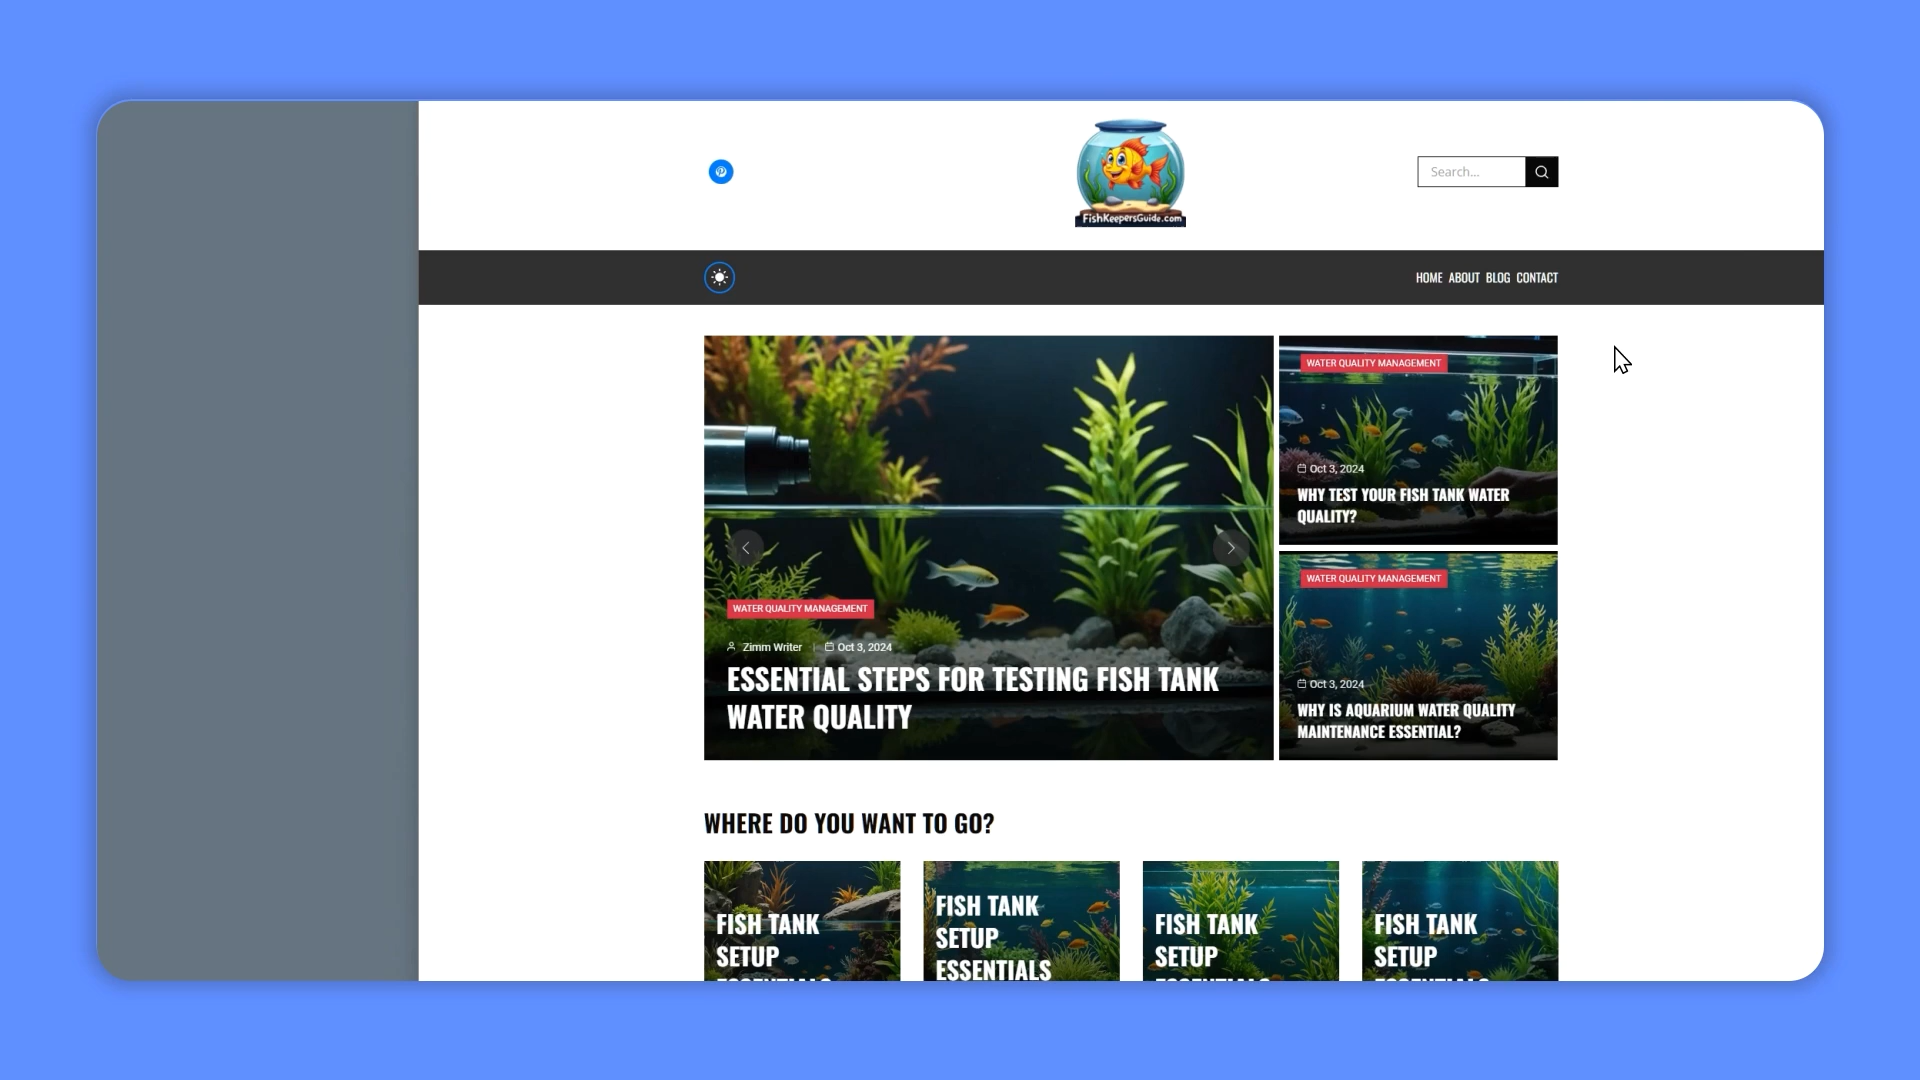 FishKeepersGuide.com
Search...
HOME ABOUT BLOG CONTACT
WATER QUALITY MANAGEMENT
Zimm Writer | Oct 3, 2024
ESSENTIAL STEPS FOR TESTING FISH TANK
WATER QUALITY
WATER QUALITY MANAGEMENT
Oct 3, 2024
WHY TEST YOUR FISH TANK WATER
QUALITY?
WATER QUALITY MANAGEMENT
Oct 3, 2024
WHY IS AQUARIUM WATER QUALITY
MAINTENANCE ESSENTIAL?
WHERE DO YOU WANT TO GO?
FISH TANK
SETUP
FISH TANK
SETUP
ESSENTIALS
FISH TANK
SETUP
FISH TANK
SETUP